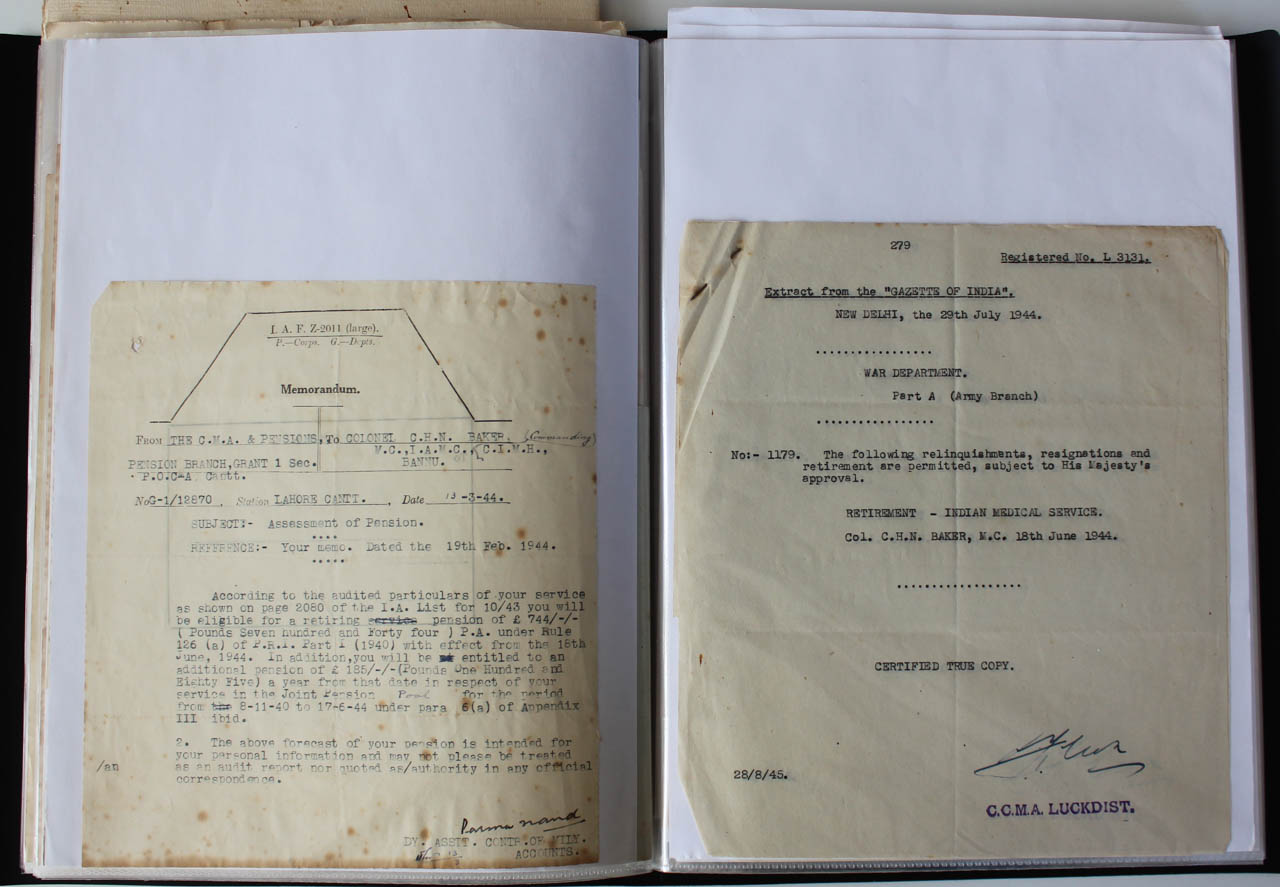 I. A. F. Z-2011 (large).
P.—Corps. G.—Depts.
Memorandum.
FROM THE C.M.A. & PENSIONS, To COLONEL C.H.N. BAKER, (Commanding)
M.C., I.A.M.C., C.I.M.H.,
PENSION BRANCH, GRANT 1 Sec. BANNU.
P.O.C-A, Cantt.
No G-1/12870, Station LAHORE CANTT., Date 13-3-44.
SUBJECT:- Assessment of Pension.
....
REFERENCE:- Your memo. Dated the 19th Feb. 1944.
.....
According to the audited particulars of your service
as shown on page 2080 of the I.A. List for 10/43 you will
be eligible for a retiring service pension of £ 744/-/-
( Pounds Seven hundred and Forty four ) P.A. under Rule
126 (a) of P.R.I. Part I (1940) with effect from the 18th
June, 1944. In addition, you will be entitled to an
additional pension of £ 185/-/-(Pounds One Hundred and
Eighty Five) a year from that date in respect of your
service in the Joint Pension Pool for the period
from the 8-11-40 to 17-6-44 under para 6(a) of Appendix
III ibid.
2. The above forecast of your pension is intended for
your personal information and may not please be treated
/an as an audit report nor quoted as/authority in any official
correspondence.
Parma nand
DY. ASSTT. CONTR. OF MILY.
ACCOUNTS.
279
Registered No. L 3131.
Extract from the "GAZETTE OF INDIA".
NEW DELHI, the 29th July 1944.
.................
WAR DEPARTMENT.
Part A (Army Branch)
.................
No:- 1179. The following relinquishments, resignations and
retirement are permitted, subject to His Majesty's
approval.
RETIREMENT - INDIAN MEDICAL SERVICE.
Col. C.H.N. BAKER, M.C. 18th June 1944.
..................
CERTIFIED TRUE COPY.
28/8/45.
C.C.M.A. LUCKDIST.